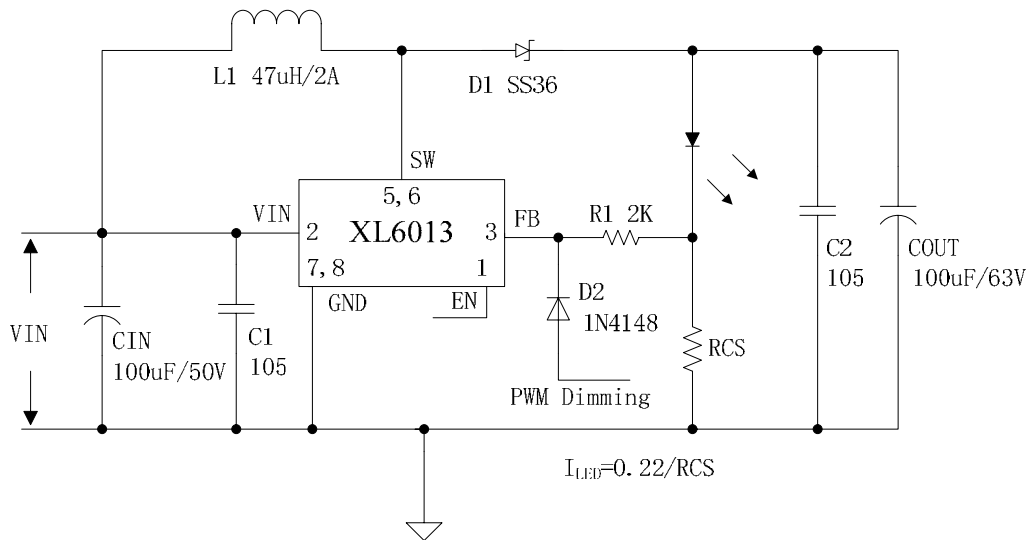 L1 47uH/2A
D1 SS36
SW
5,6
VIN
2
XL6013
3
FB
R1 2K
7,8
1
GND
EN
VIN
CIN
100uF/50V
C1
105
D2
1N4148
PWM Dimming
RCS
C2
105
COUT
100uF/63V
ILED=0.22/RCS